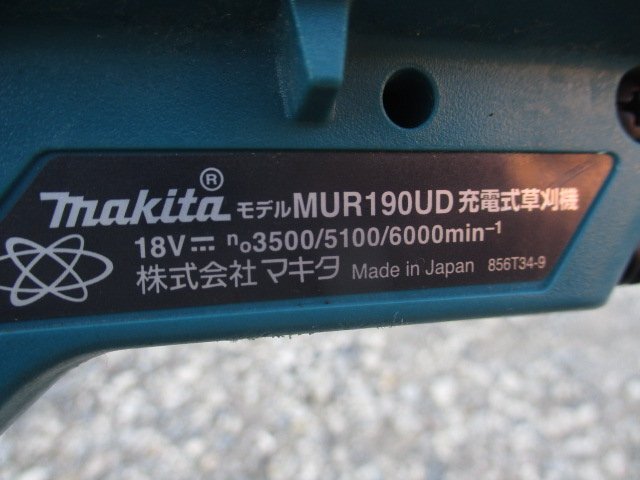 makita® モデルMUR190UD 充電式草刈機
18V⎓ n₀3500/5100/6000min⁻¹
株式会社 マキタ Made in Japan 856T34-9